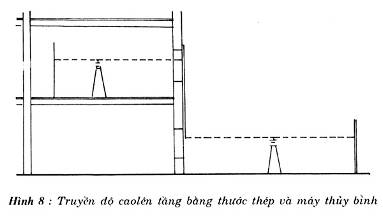 Hình 8 : Truyền độ caolên tầng bằng thước thép và máy thủy bình